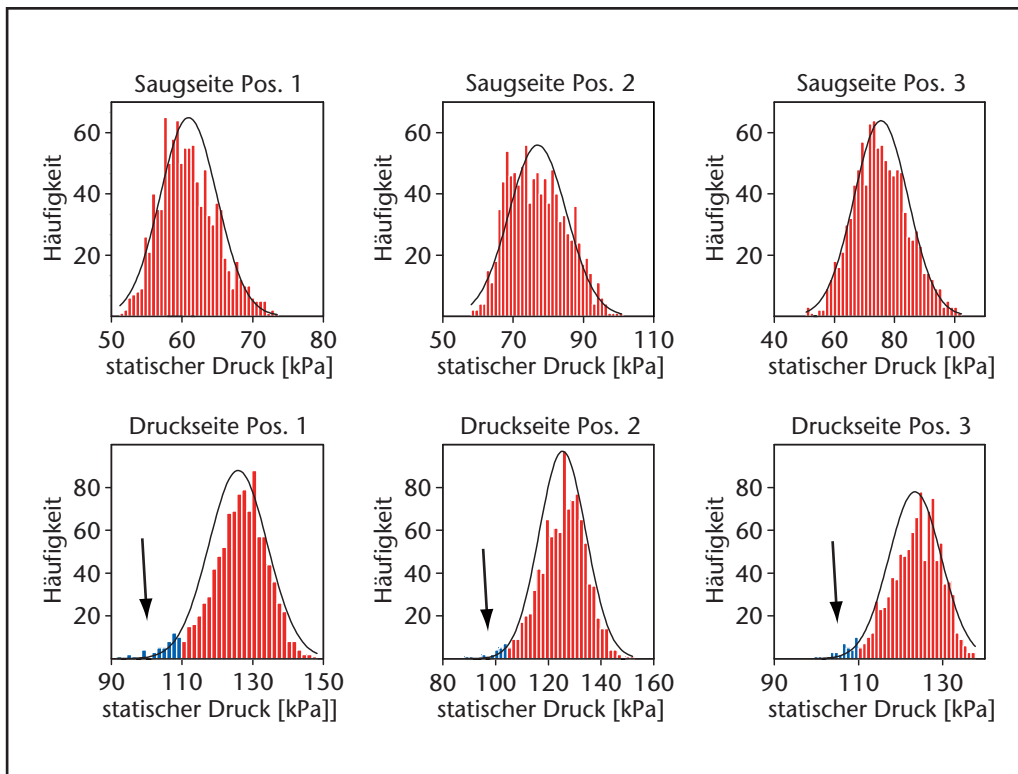 Saugseite Pos. 1
Häufigkeit
60
40
20
50 60 70 80
statischer Druck [kPa]
Saugseite Pos. 2
Häufigkeit
60
40
20
50 70 90 110
statischer Druck [kPa]
Saugseite Pos. 3
Häufigkeit
60
40
20
40 60 80 100
statischer Druck [kPa]
Druckseite Pos. 1
Häufigkeit
80
60
40
20
90 110 130 150
statischer Druck [kPa]]
Druckseite Pos. 2
Häufigkeit
80
60
40
20
80 100 120 140 160
statischer Druck [kPa]
Druckseite Pos. 3
Häufigkeit
80
60
40
20
90 110 130
statischer Druck [kPa]